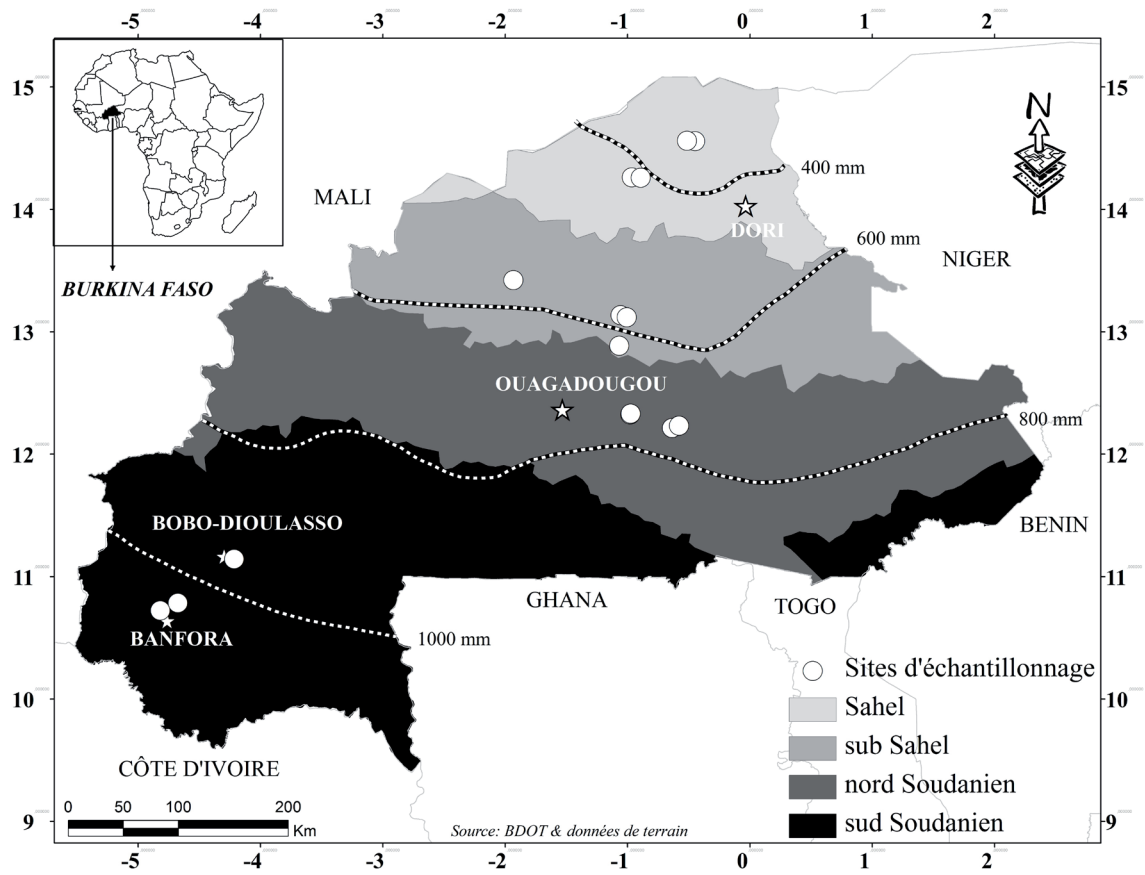 -5 -4 -3 -2 -1 0 1 2
15 15
N
400 mm
MALI
14 14
DORI
600 mm
NIGER
BURKINA FASO
13 13
OUAGADOUGOU
800 mm
12 12
BOBO-DIOULASSO
BENIN
11 11
GHANA
TOGO
BANFORA
1000 mm
Sites d'échantillonnage
10 10
Sahel
sub Sahel
CÔTE D'IVOIRE
nord Soudanien
0 50 100 200
Km
9 9
Source: BDOT & données de terrain
sud Soudanien
-5 -4 -3 -2 -1 0 1 2